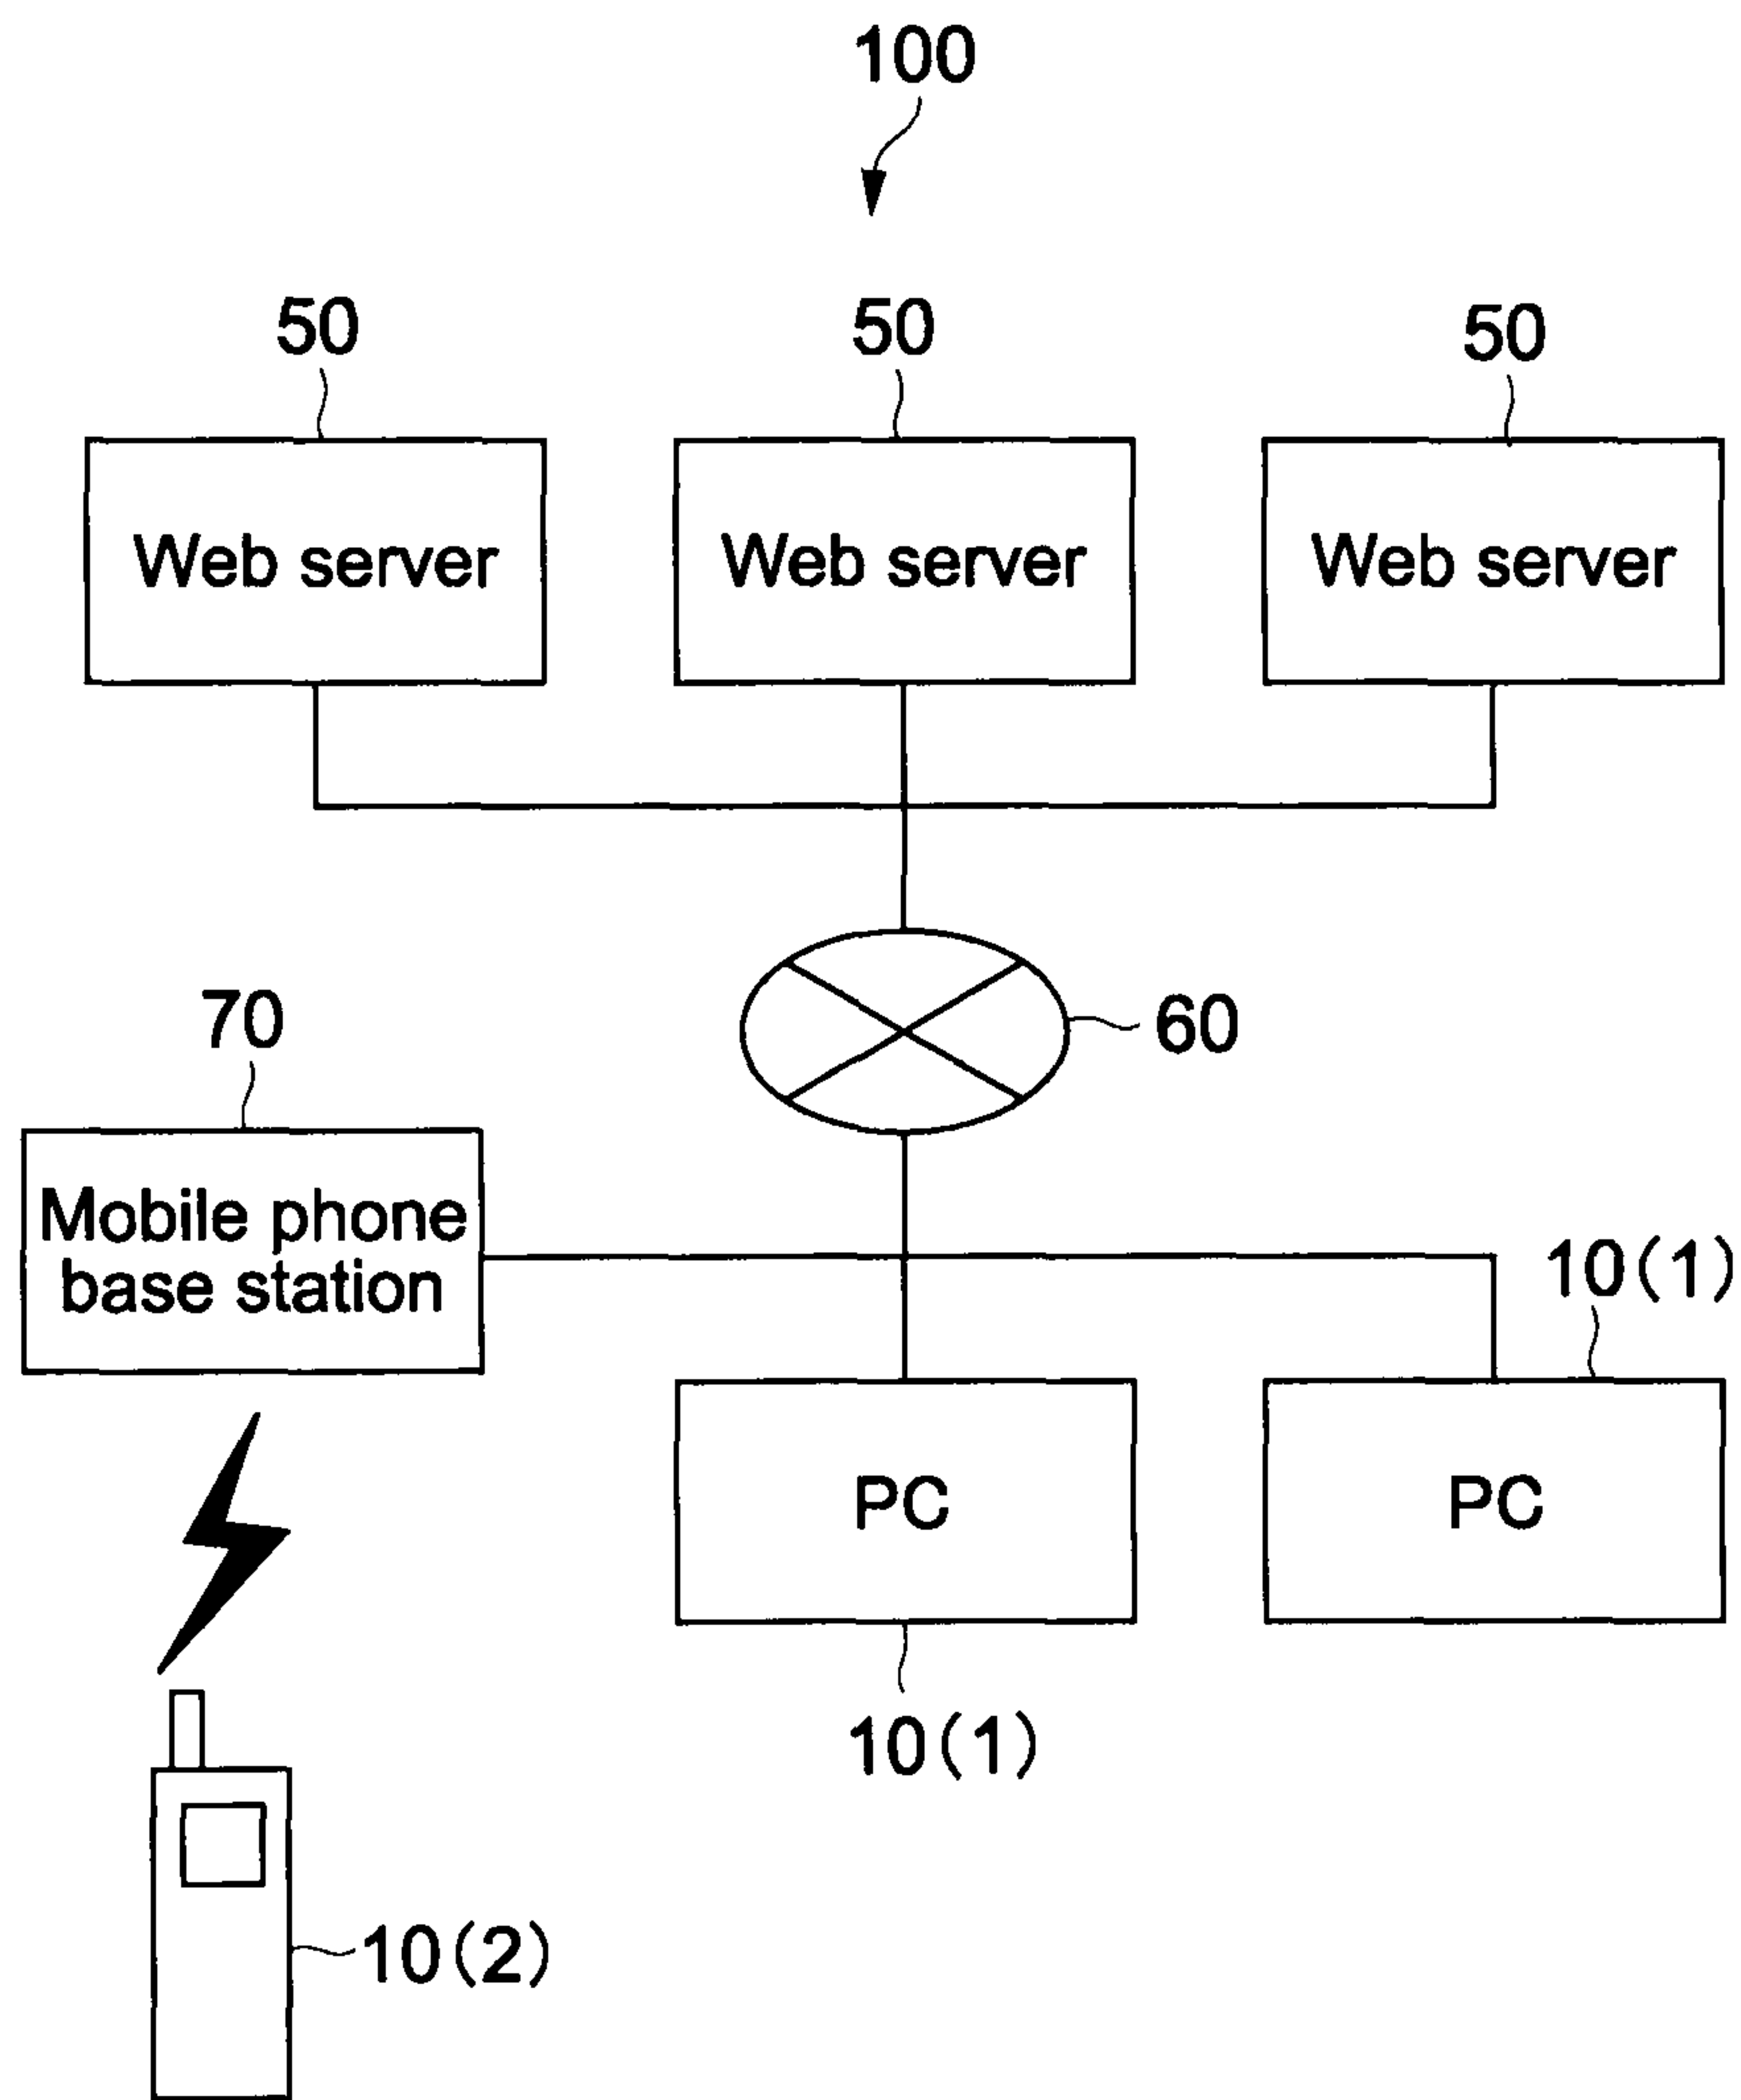 100
50
50
50
Web server
Web server
Web server
60
70
Mobile phone
base station
10(1)
PC
PC
10(1)
10(2)